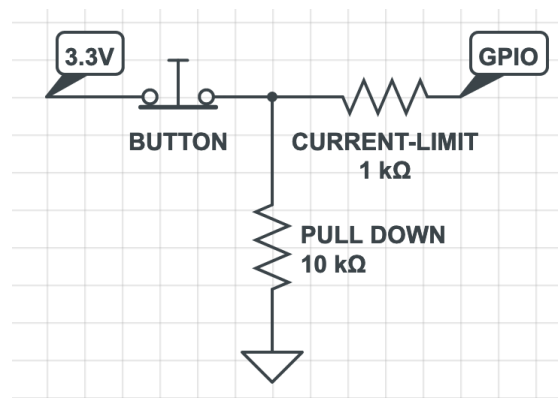 3.3V
GPIO
BUTTON
CURRENT-LIMIT
1 kΩ
PULL DOWN
10 kΩ